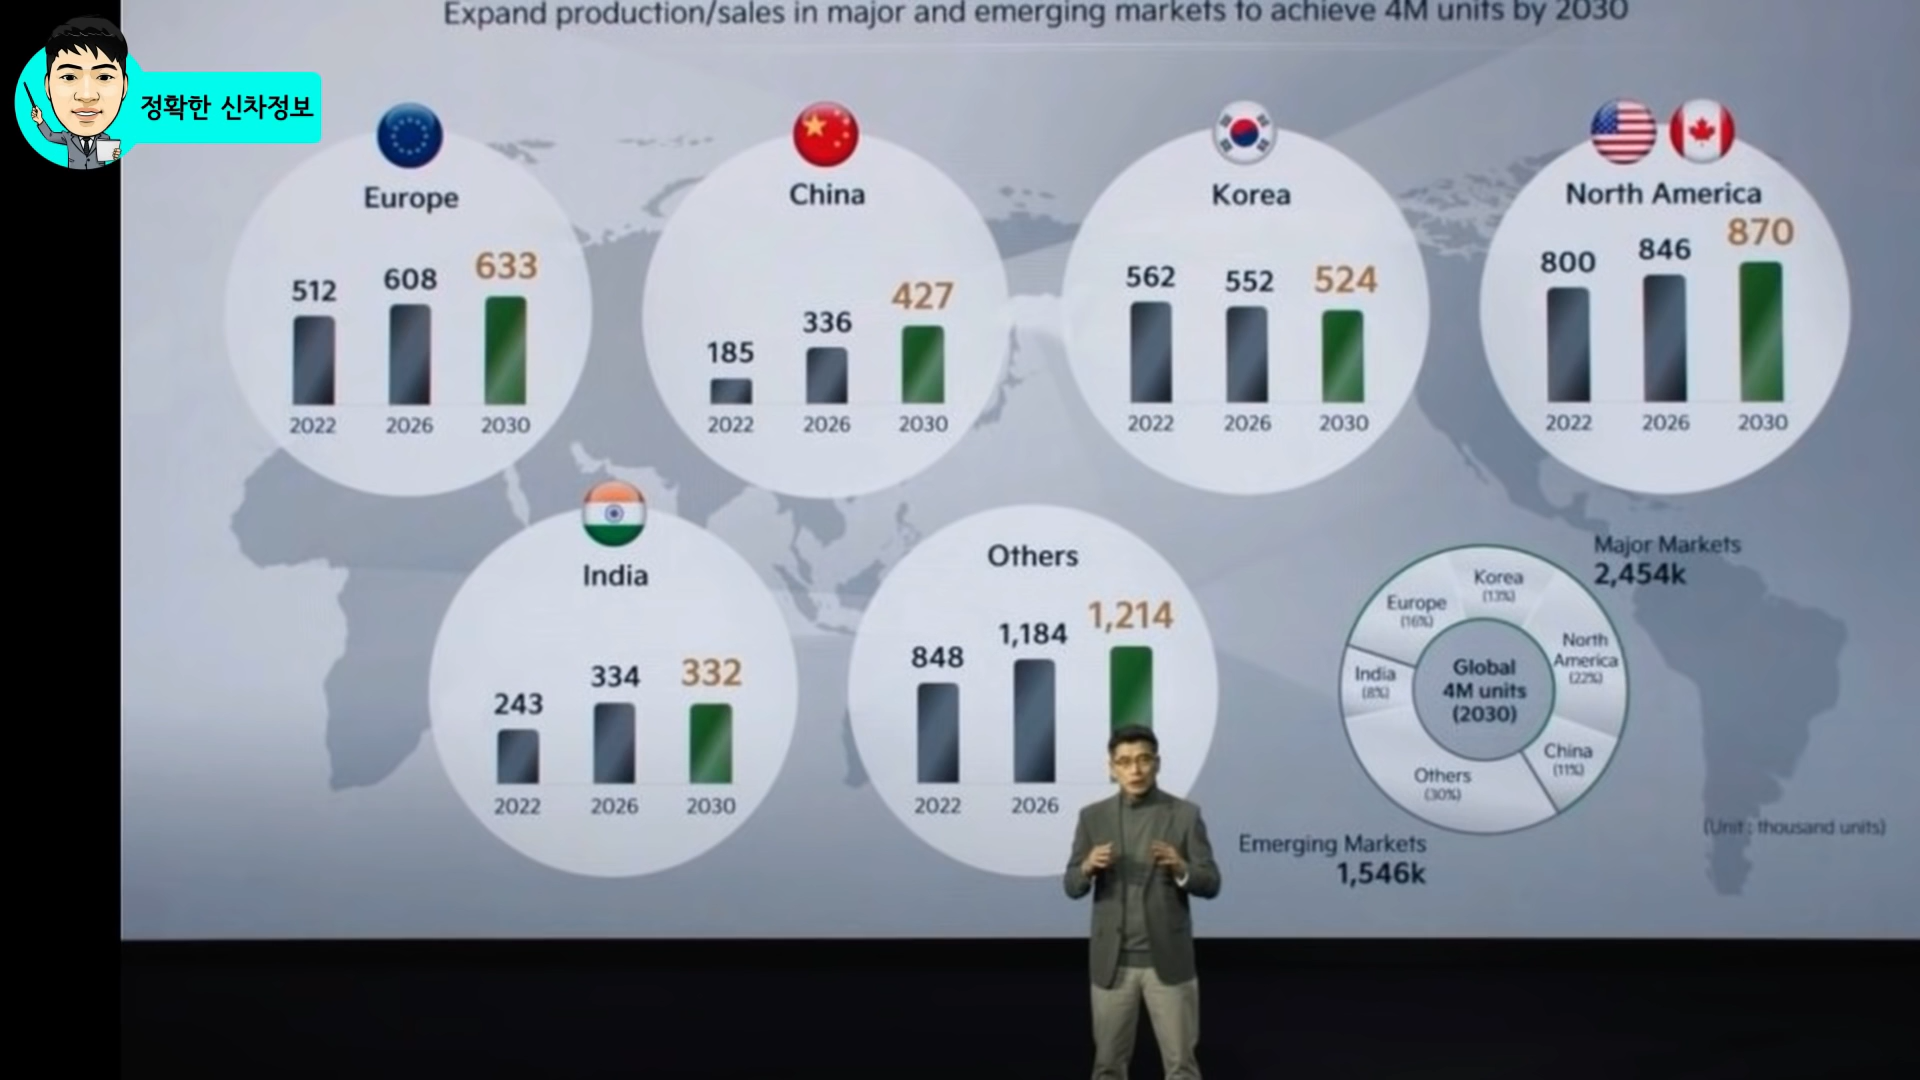 Expand production/sales in major and emerging markets to achieve 4M units by 2030
정확한 신차정보
Europe
512 608 633
2022 2026 2030
China
185 336 427
2022 2026 2030
Korea
562 552 524
2022 2026 2030
North America
800 846 870
2022 2026 2030
India
243 334 332
2022 2026 2030
Others
848 1,184 1,214
2022 2026
Major Markets
2,454k
Korea
(13%)
Europe
(16%)
North
America
(22%)
India
(8%)
Global
4M units
(2030)
China
(11%)
Others
(30%)
(Unit : thousand units)
Emerging Markets
1,546k